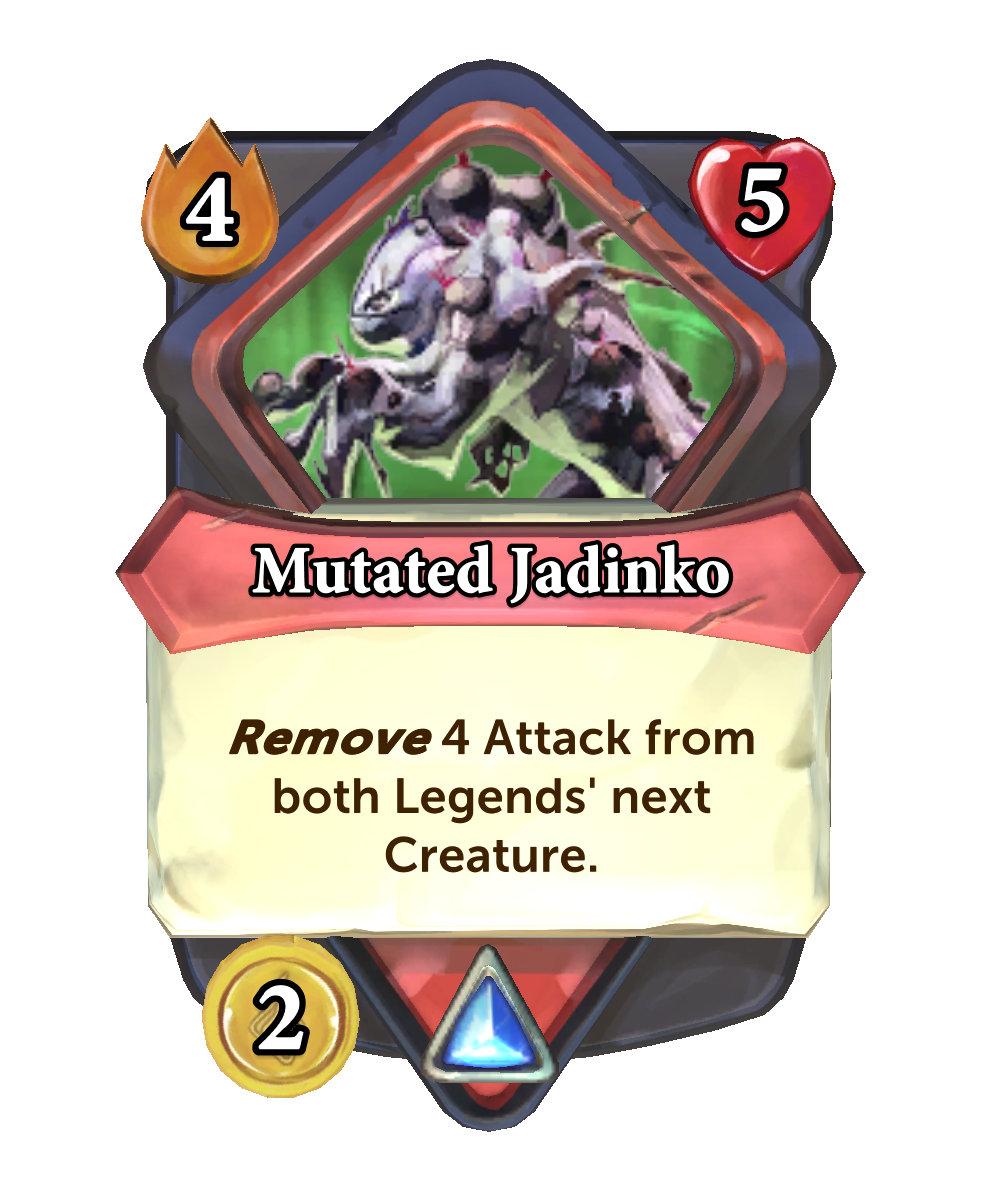 4
5
Mutated Jadinko
Remove 4 Attack from
both Legends' next
Creature.
2